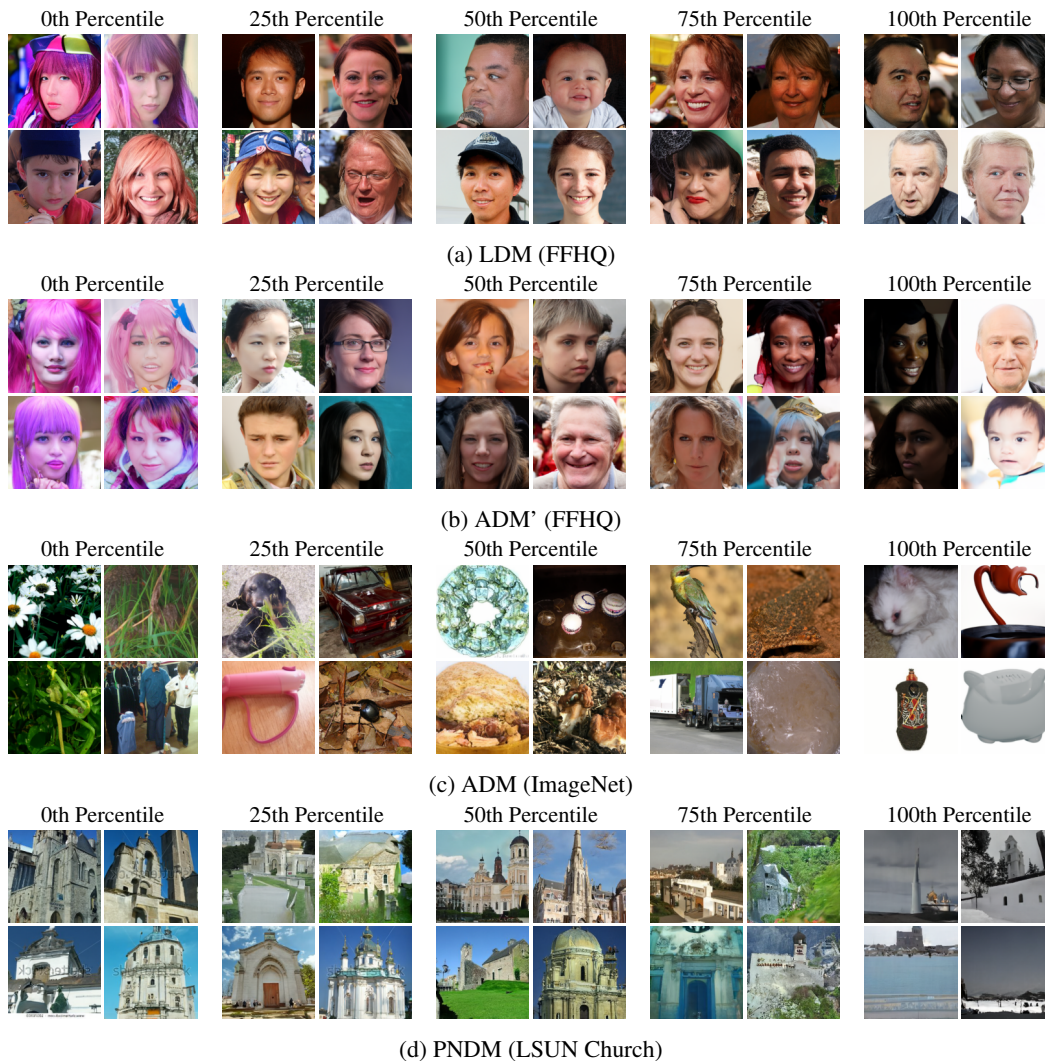 0th Percentile 25th Percentile 50th Percentile 75th Percentile 100th Percentile
(a) LDM (FFHQ)
0th Percentile 25th Percentile 50th Percentile 75th Percentile 100th Percentile
(b) ADM’ (FFHQ)
0th Percentile 25th Percentile 50th Percentile 75th Percentile 100th Percentile
(c) ADM (ImageNet)
0th Percentile 25th Percentile 50th Percentile 75th Percentile 100th Percentile
(d) PNDM (LSUN Church)